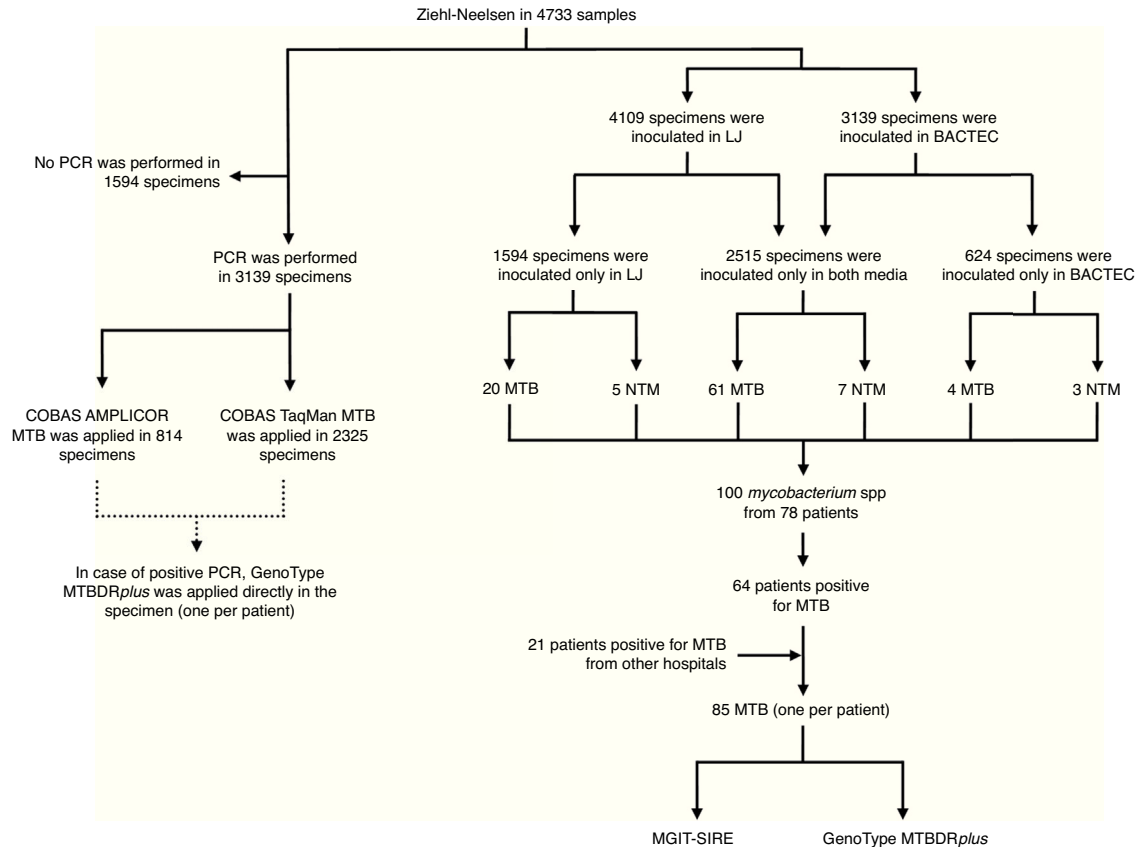 Ziehl-Neelsen in 4733 samples
4109 specimens were
inoculated in LJ
3139 specimens were
inoculated in BACTEC
No PCR was performed in
1594 specimens
PCR was performed
in 3139 specimens
1594 specimens were
inoculated only in LJ
2515 specimens were
inoculated only in both media
624 specimens were
inoculated only in BACTEC
20 MTB
5 NTM
61 MTB
7 NTM
4 MTB
3 NTM
COBAS AMPLICOR
MTB was applied in 814
specimens
COBAS TaqMan MTB
was applied in 2325
specimens
100 mycobacterium spp
from 78 patients
In case of positive PCR, GenoType
MTBDRplus was applied directly in the
specimen (one per patient)
64 patients positive
for MTB
21 patients positive for MTB
from other hospitals
85 MTB (one per patient)
MGIT-SIRE
GenoType MTBDRplus